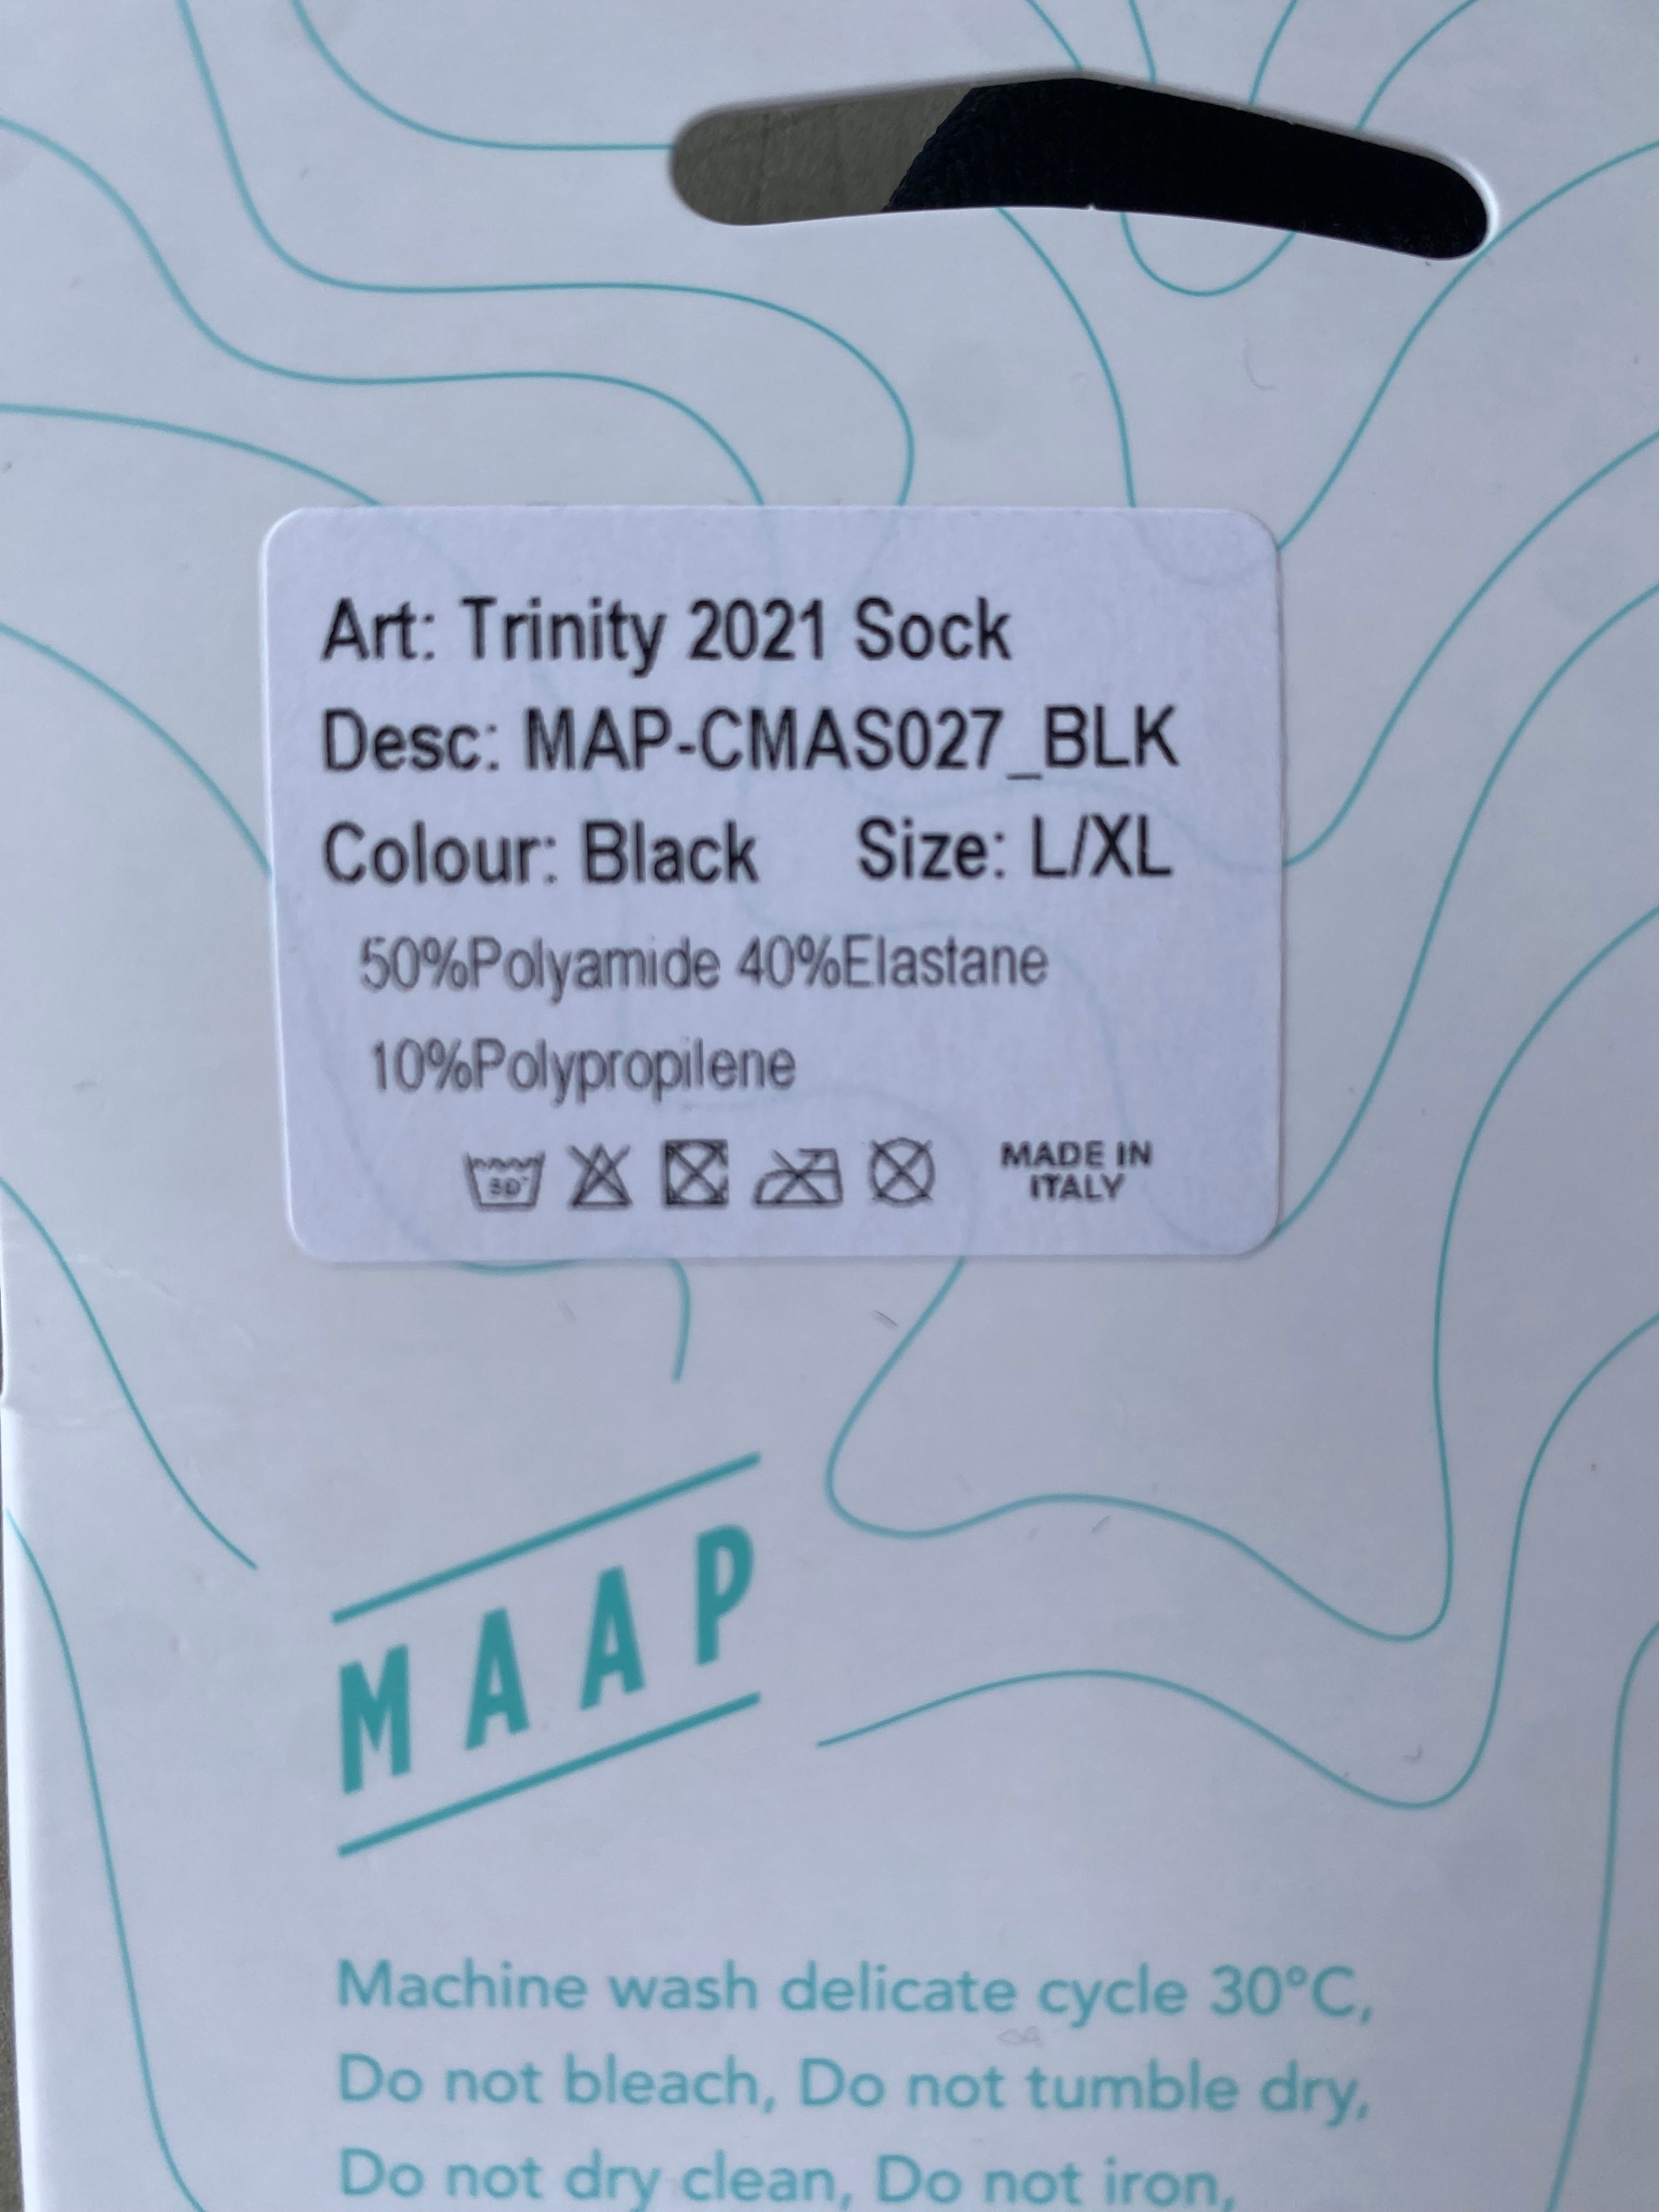 Art: Trinity 2021 Sock
Desc: MAP-CMAS027_BLK
Colour: Black Size: L/XL
50%Polyamide 40%Elastane
10%Polypropilene
30°
MADE IN
ITALY
MAAP
Machine wash delicate cycle 30°C,
Do not bleach, Do not tumble dry,
Do not dry clean, Do not iron,